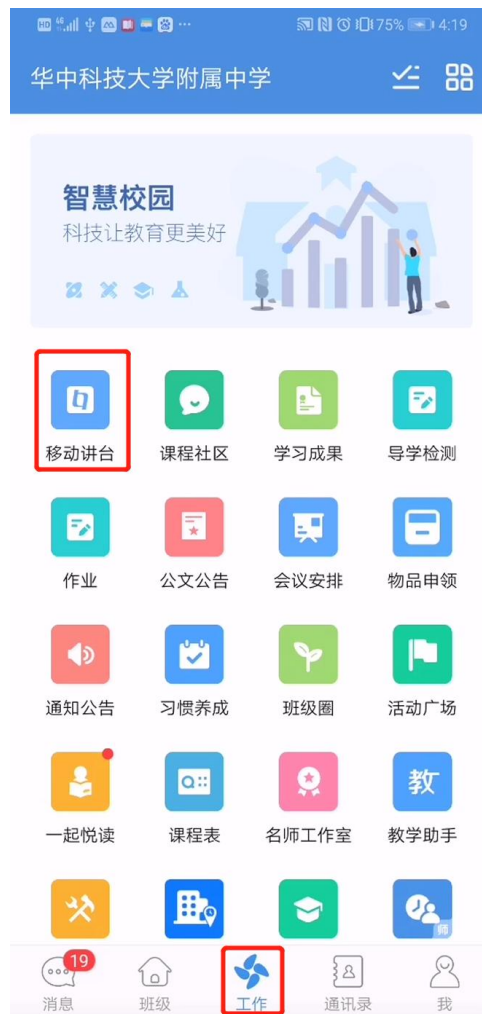 HD 46 75% 4:19
华中科技大学附属中学
智慧校园
科技让教育更美好
移动讲台 课程社区 学习成果 导学检测
作业 公文公告 会议安排 物品申领
通知公告 习惯养成 班级圈 活动广场
教
一起悦读 课程表 名师工作室 教学助手
师
19
消息 班级 工作 通讯录 我